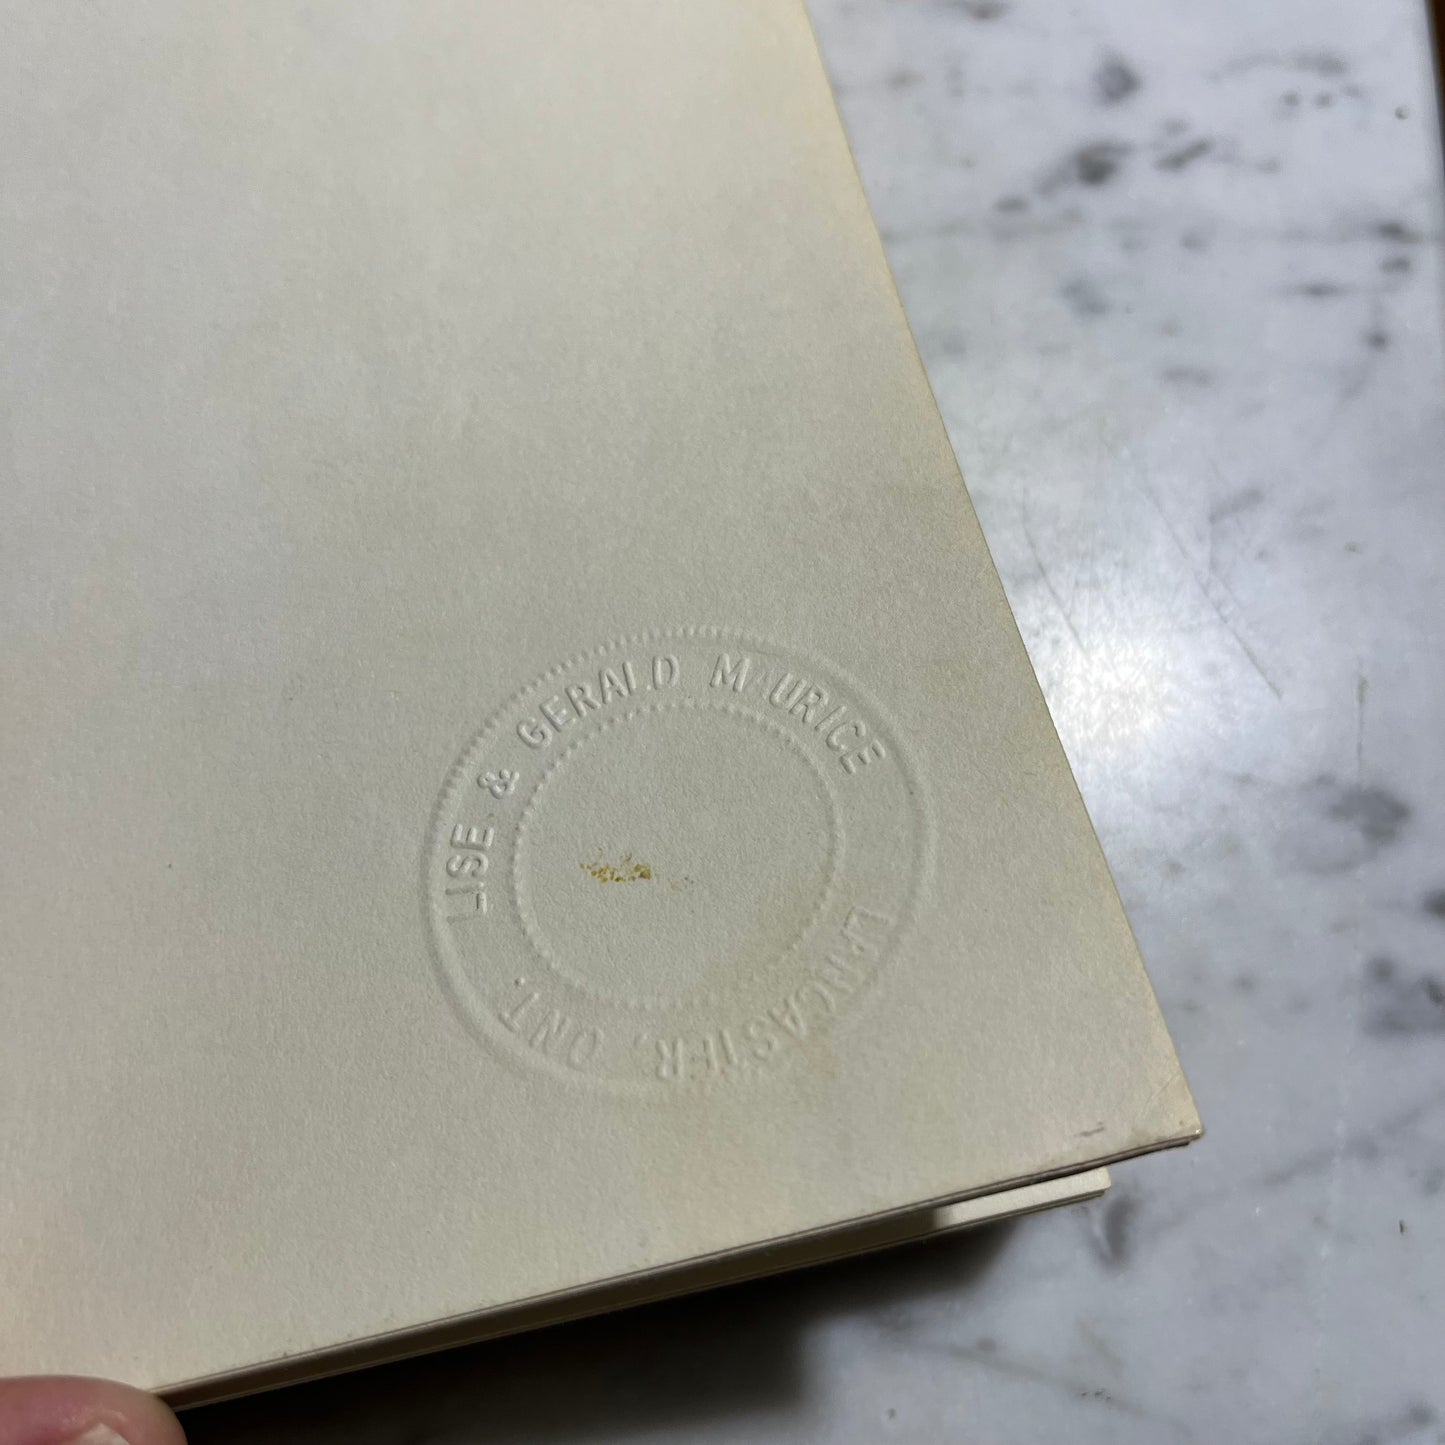 LISE & GERALD MAURICE
LANCASTER, ONT.